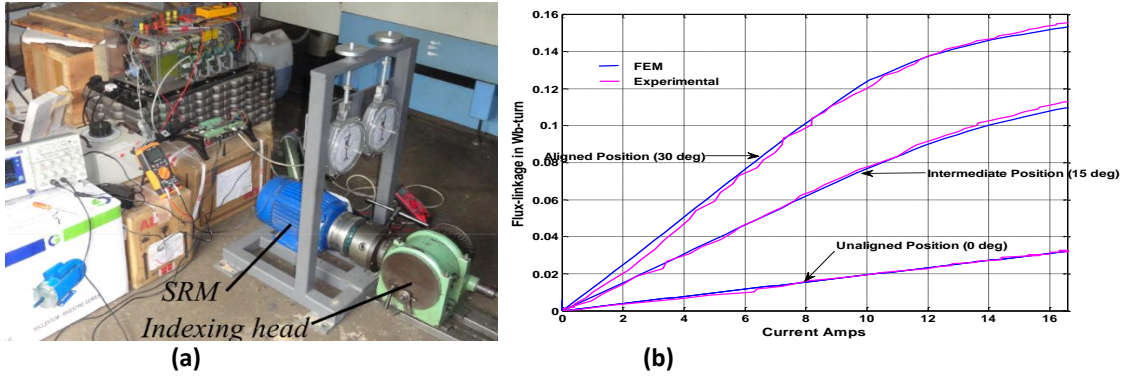 SRM
Indexing head
(a)
0.16
0.14
0.12
0.1
0.08
0.06
0.04
0.02
0
Flux-linkage in Wb-turn
FEM
Experimental
Aligned Position (30 deg)
Intermediate Position (15 deg)
Unaligned Position (0 deg)
0 2 4 6 8 10 12 14 16
Current Amps
(b)